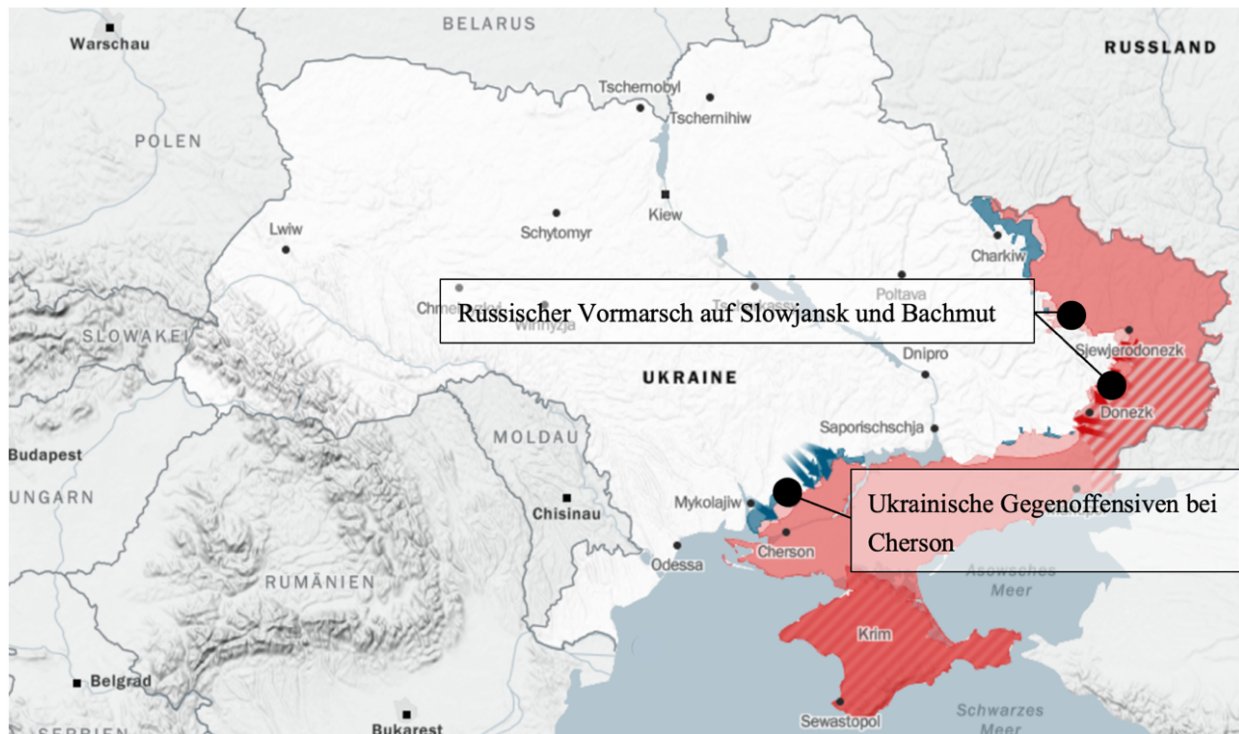 BELARUS
Warschau
RUSSLAND
Tschernobyl
Tschernihiw
POLEN
Kiew
Lwiw
Schytomyr
Charkiw
Poltava
Russischer Vormarsch auf Slowjansk und Bachmut
SLOWAKEI
Sjewjerodonezk
Dnipro
UKRAINE
Donezk
MOLDAU
Saporischschja
Budapest
UNGARN
Mykolajiw
Chisinau
Ukrainische Gegenoffensiven bei
Cherson
Cherson
Odessa
Asowsches
Meer
RUMÄNIEN
Krim
Belgrad
Sewastopol
Schwarzes
Meer
Bukarest
SERBIEN